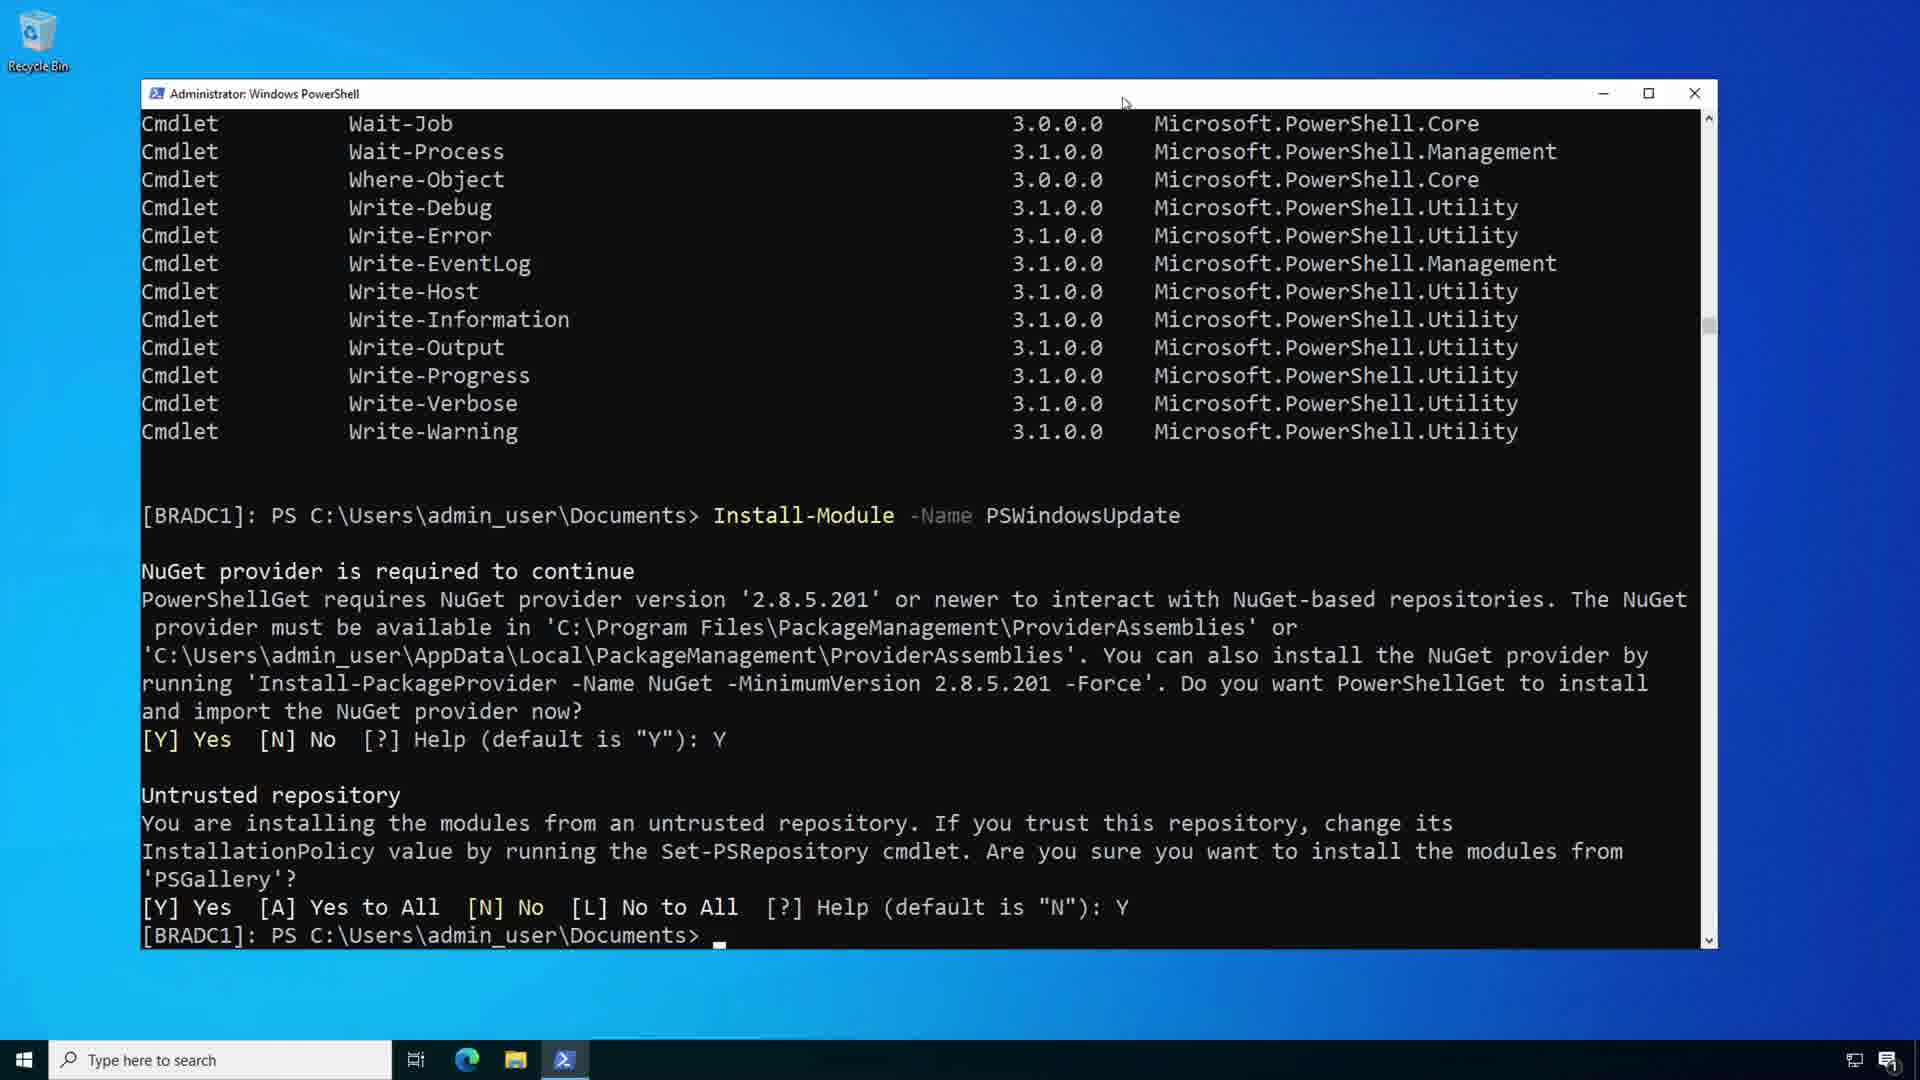 Recycle Bin
Administrator: Windows PowerShell
Cmdlet Wait-Job 3.0.0.0 Microsoft.PowerShell.Core
Cmdlet Wait-Process 3.1.0.0 Microsoft.PowerShell.Management
Cmdlet Where-Object 3.0.0.0 Microsoft.PowerShell.Core
Cmdlet Write-Debug 3.1.0.0 Microsoft.PowerShell.Utility
Cmdlet Write-Error 3.1.0.0 Microsoft.PowerShell.Utility
Cmdlet Write-EventLog 3.1.0.0 Microsoft.PowerShell.Management
Cmdlet Write-Host 3.1.0.0 Microsoft.PowerShell.Utility
Cmdlet Write-Information 3.1.0.0 Microsoft.PowerShell.Utility
Cmdlet Write-Output 3.1.0.0 Microsoft.PowerShell.Utility
Cmdlet Write-Progress 3.1.0.0 Microsoft.PowerShell.Utility
Cmdlet Write-Verbose 3.1.0.0 Microsoft.PowerShell.Utility
Cmdlet Write-Warning 3.1.0.0 Microsoft.PowerShell.Utility
[BRADC1]: PS C:\Users\admin_user\Documents> Install-Module -Name PSWindowsUpdate
NuGet provider is required to continue
PowerShellGet requires NuGet provider version '2.8.5.201' or newer to interact with NuGet-based repositories. The NuGet
provider must be available in 'C:\Program Files\PackageManagement\ProviderAssemblies' or
'C:\Users\admin_user\AppData\Local\PackageManagement\ProviderAssemblies'. You can also install the NuGet provider by
running 'Install-PackageProvider -Name NuGet -MinimumVersion 2.8.5.201 -Force'. Do you want PowerShellGet to install
and import the NuGet provider now?
[Y] Yes [N] No [?] Help (default is "Y"): Y
Untrusted repository
You are installing the modules from an untrusted repository. If you trust this repository, change its
InstallationPolicy value by running the Set-PSRepository cmdlet. Are you sure you want to install the modules from
'PSGallery'?
[Y] Yes [A] Yes to All [N] No [L] No to All [?] Help (default is "N"): Y
[BRADC1]: PS C:\Users\admin_user\Documents>
Type here to search
1